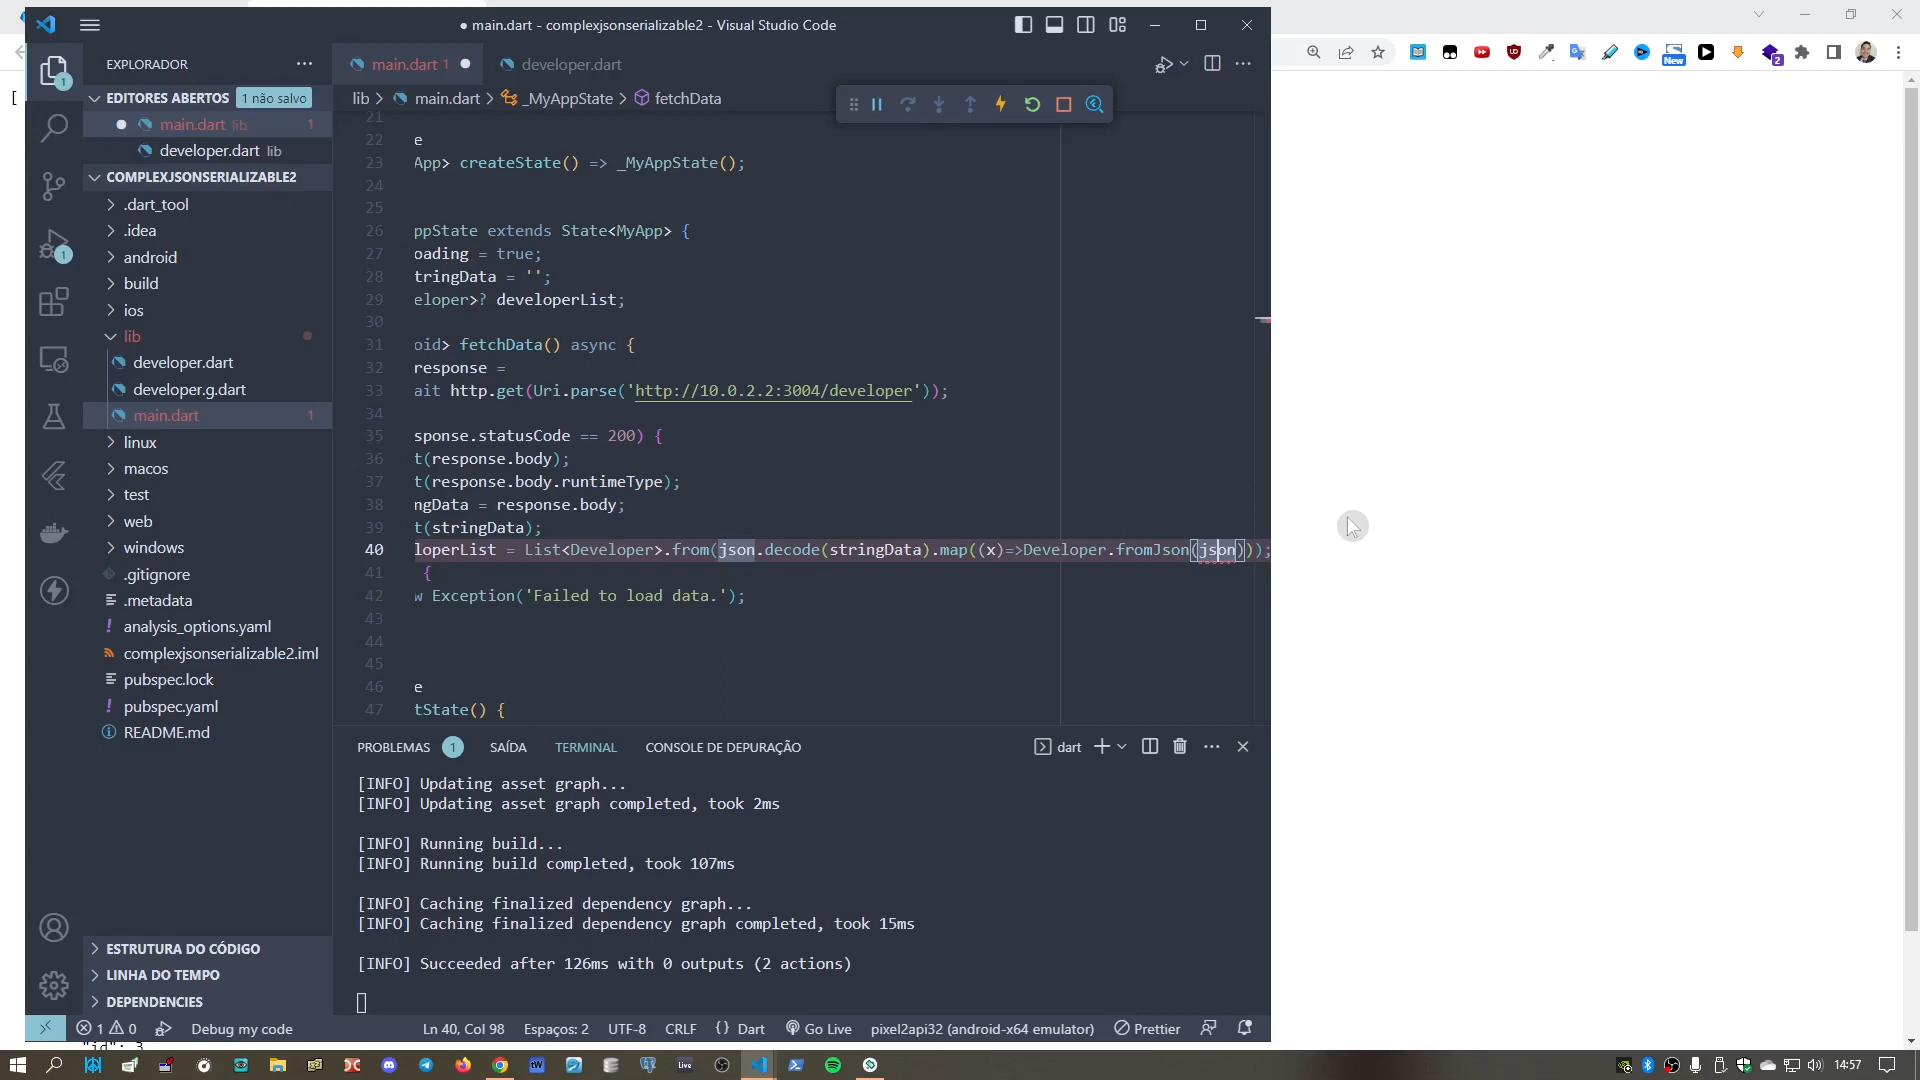 main.dart - complexjsonserializable2 - Visual Studio Code
EXPLORADOR
main.dart 1
developer.dart
EDITORES ABERTOS
1 não salvo
lib
main.dart
_MyAppState
fetchData
main.dart lib
1
developer.dart lib
COMPLEXJSONSERIALIZABLE2
.dart_tool
.idea
android
build
ios
lib
developer.dart
developer.g.dart
main.dart
1
linux
macos
test
web
windows
.gitignore
.metadata
analysis_options.yaml
complexjsonserializable2.iml
pubspec.lock
pubspec.yaml
README.md
ESTRUTURA DO CÓDIGO
LINHA DO TEMPO
DEPENDENCIES
21
22 e
23 App> createState() => _MyAppState();
24
25
26 ppState extends State<MyApp> {
27 oading = true;
28 tringData = '';
29 eloper>? developerList;
30
31 oid> fetchData() async {
32 response =
33 ait http.get(Uri.parse('http://10.0.2.2:3004/developer'));
34
35 sponse.statusCode == 200) {
36 t(response.body);
37 t(response.body.runtimeType);
38 ngData = response.body;
39 t(stringData);
40 loperList = List<Developer>.from(json.decode(stringData).map((x)=>Developer.fromJson(json)));
41 {
42 w Exception('Failed to load data.');
43
44
45
46 e
47 tState() {
PROBLEMAS 1 SAÍDA TERMINAL CONSOLE DE DEPURAÇÃO
dart
[INFO] Updating asset graph...
[INFO] Updating asset graph completed, took 2ms
[INFO] Running build...
[INFO] Running build completed, took 107ms
[INFO] Caching finalized dependency graph...
[INFO] Caching finalized dependency graph completed, took 15ms
[INFO] Succeeded after 126ms with 0 outputs (2 actions)
1 0 Debug my code Ln 40, Col 98 Espaços: 2 UTF-8 CRLF {} Dart Go Live pixel2api32 (android-x64 emulator) Prettier
[
"id": 3
New
2
1
1
14:57